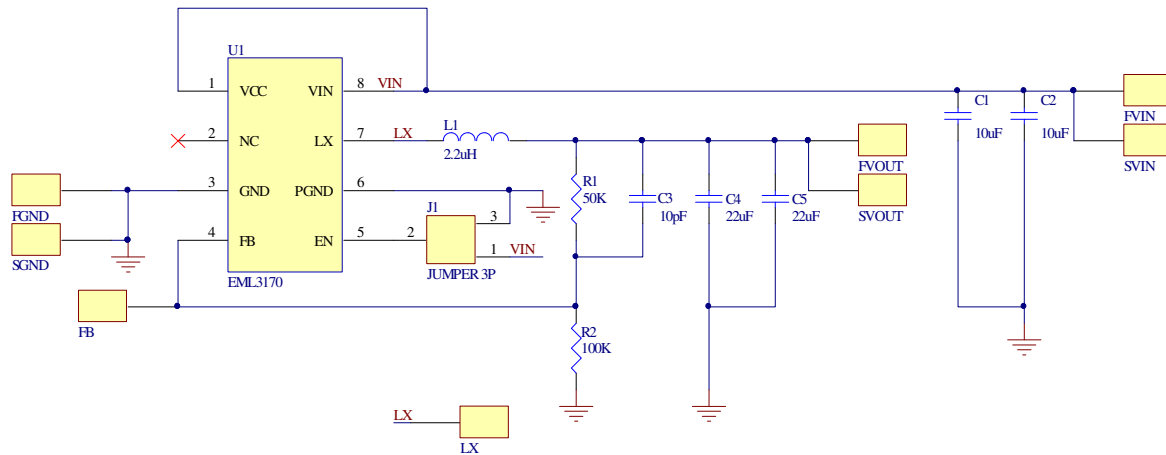 U1
1 VCC VIN 8 VIN
2 NC LX 7 LX
3 GND PGND 6
4 FB EN 5
EML3170
L1
2.2uH
FGND
SGND
FB
J1
3
2
1 VIN
JUMPER 3P
R1
50K
C3
10pF
C4
22uF
C5
22uF
R2
100K
FVOUT
SVOUT
C1
10uF
C2
10uF
FVIN
SVIN
LX
LX